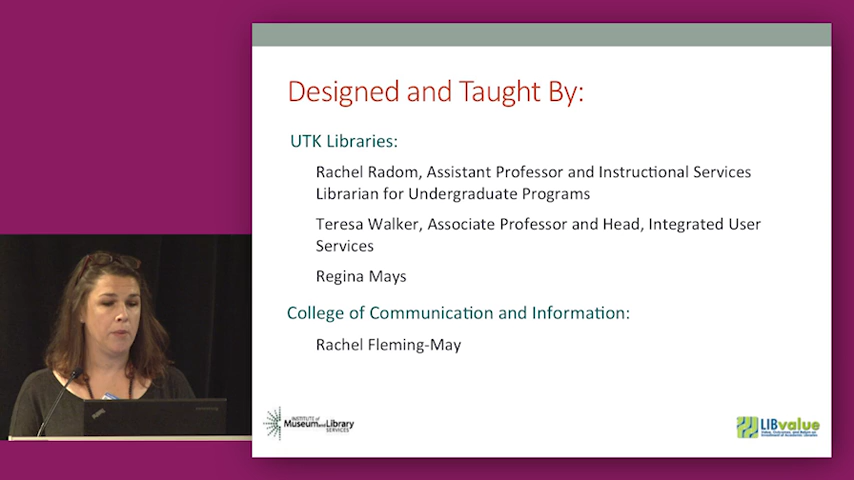 Designed and Taught By:
UTK Libraries:
Rachel Radom, Assistant Professor and Instructional Services
Librarian for Undergraduate Programs
Teresa Walker, Associate Professor and Head, Integrated User
Services
Regina Mays
College of Communication and Information:
Rachel Fleming-May
INSTITUTE of
Museum and Library
SERVICES
LIBvalue